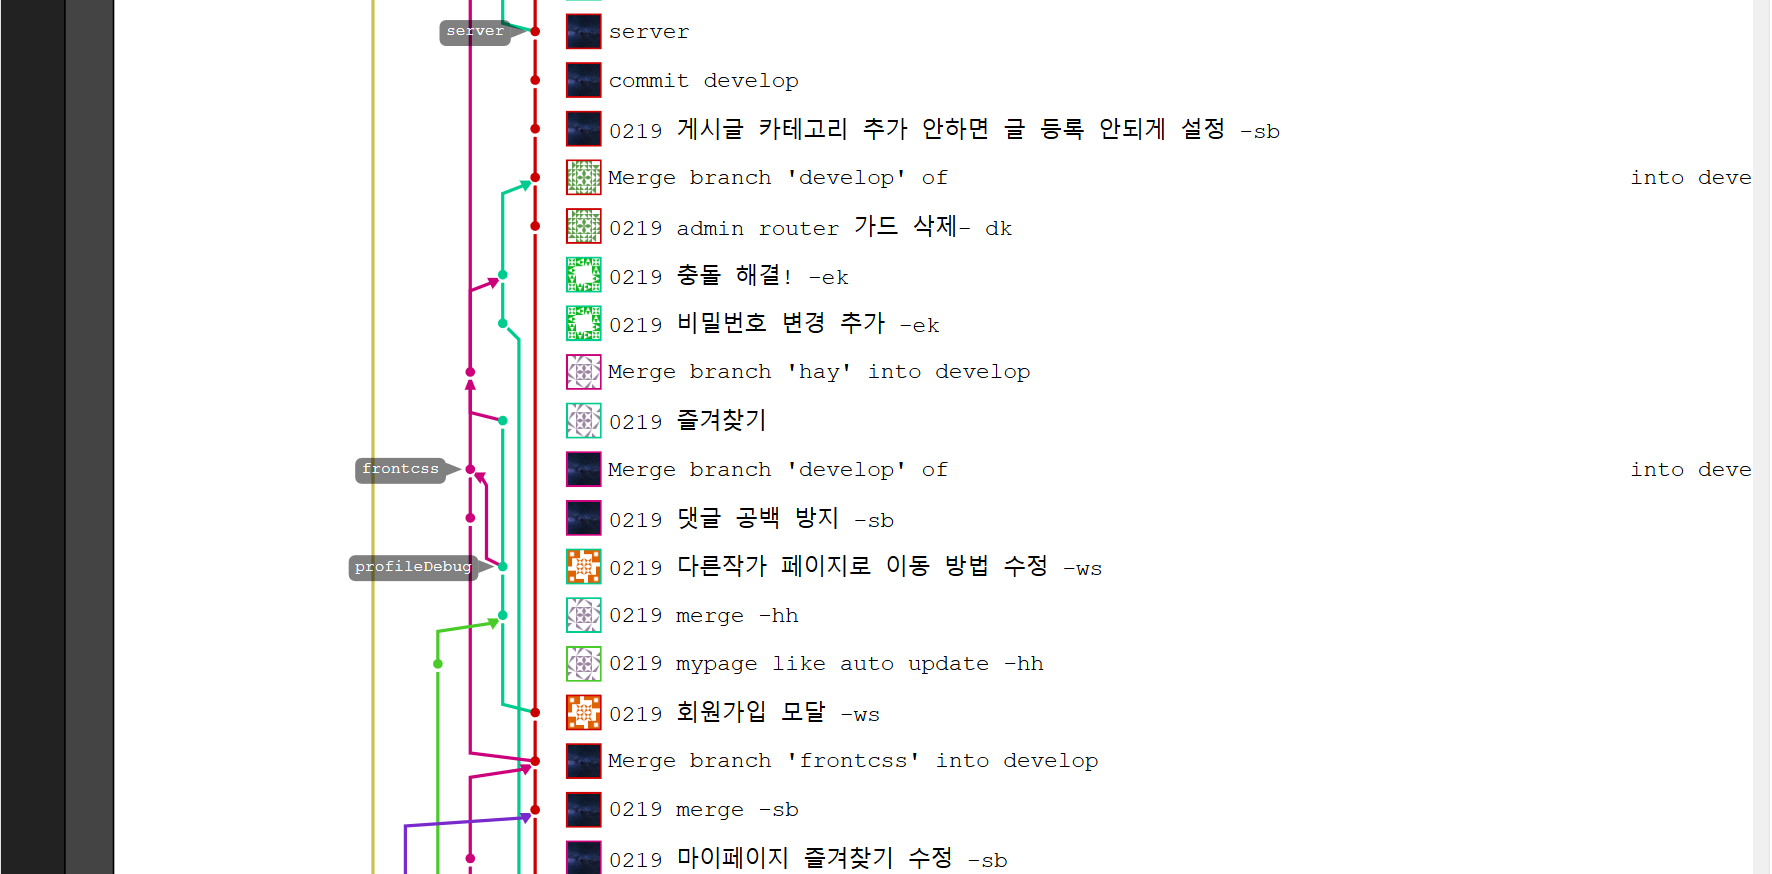 server server
commit develop
0219 게시글 카테고리 추가 안하면 글 등록 안되게 설정 -sb
Merge branch 'develop' of into deve
0219 admin router 가드 삭제- dk
0219 충돌 해결! -ek
0219 비밀번호 변경 추가 -ek
Merge branch 'hay' into develop
0219 즐겨찾기
frontcss Merge branch 'develop' of into deve
0219 댓글 공백 방지 -sb
profileDebug 0219 다른작가 페이지로 이동 방법 수정 -ws
0219 merge -hh
0219 mypage like auto update -hh
0219 회원가입 모달 -ws
Merge branch 'frontcss' into develop
0219 merge -sb
0219 마이페이지 즐겨찾기 수정 -sb